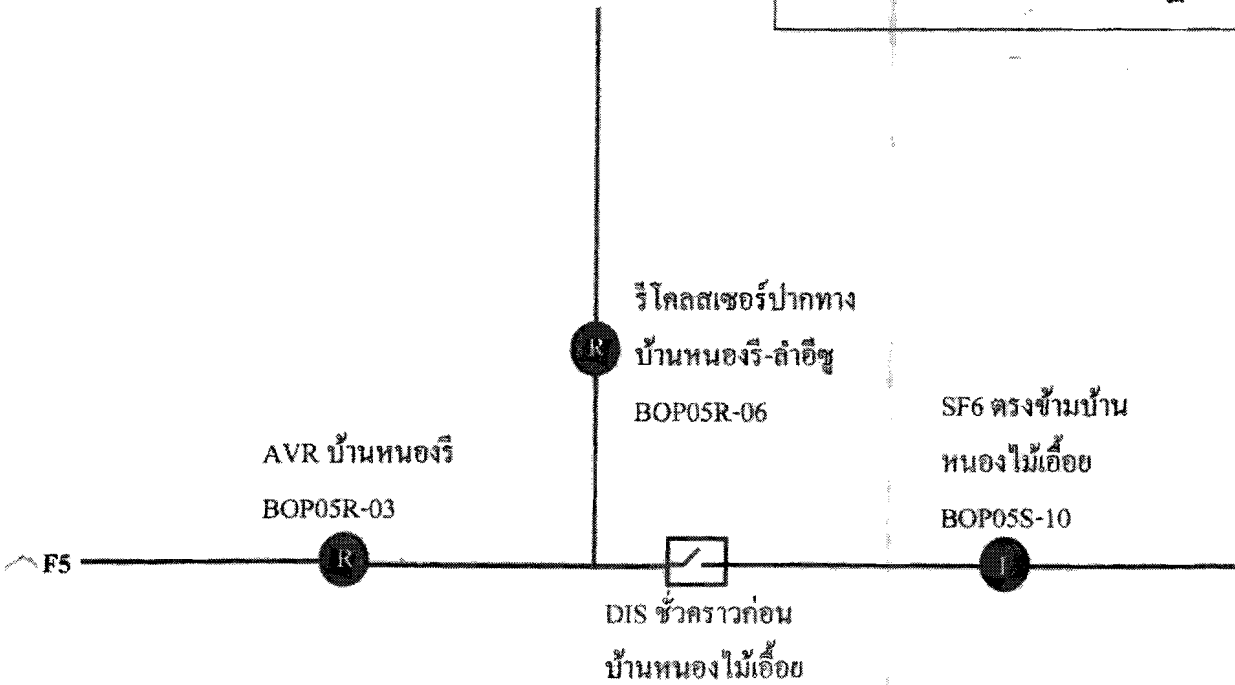 รีโคลสเซอร์ปากทาง
R
บ้านหนองรี-ลำอีซู
BOP05R-06
SF6 ตรงข้ามบ้าน
หนองไม้เอื้อย
BOP05S-10
AVR บ้านหนองรี
BOP05R-03
F5
R
DIS ชั่วคราวก่อน
บ้านหนองไม้เอื้อย